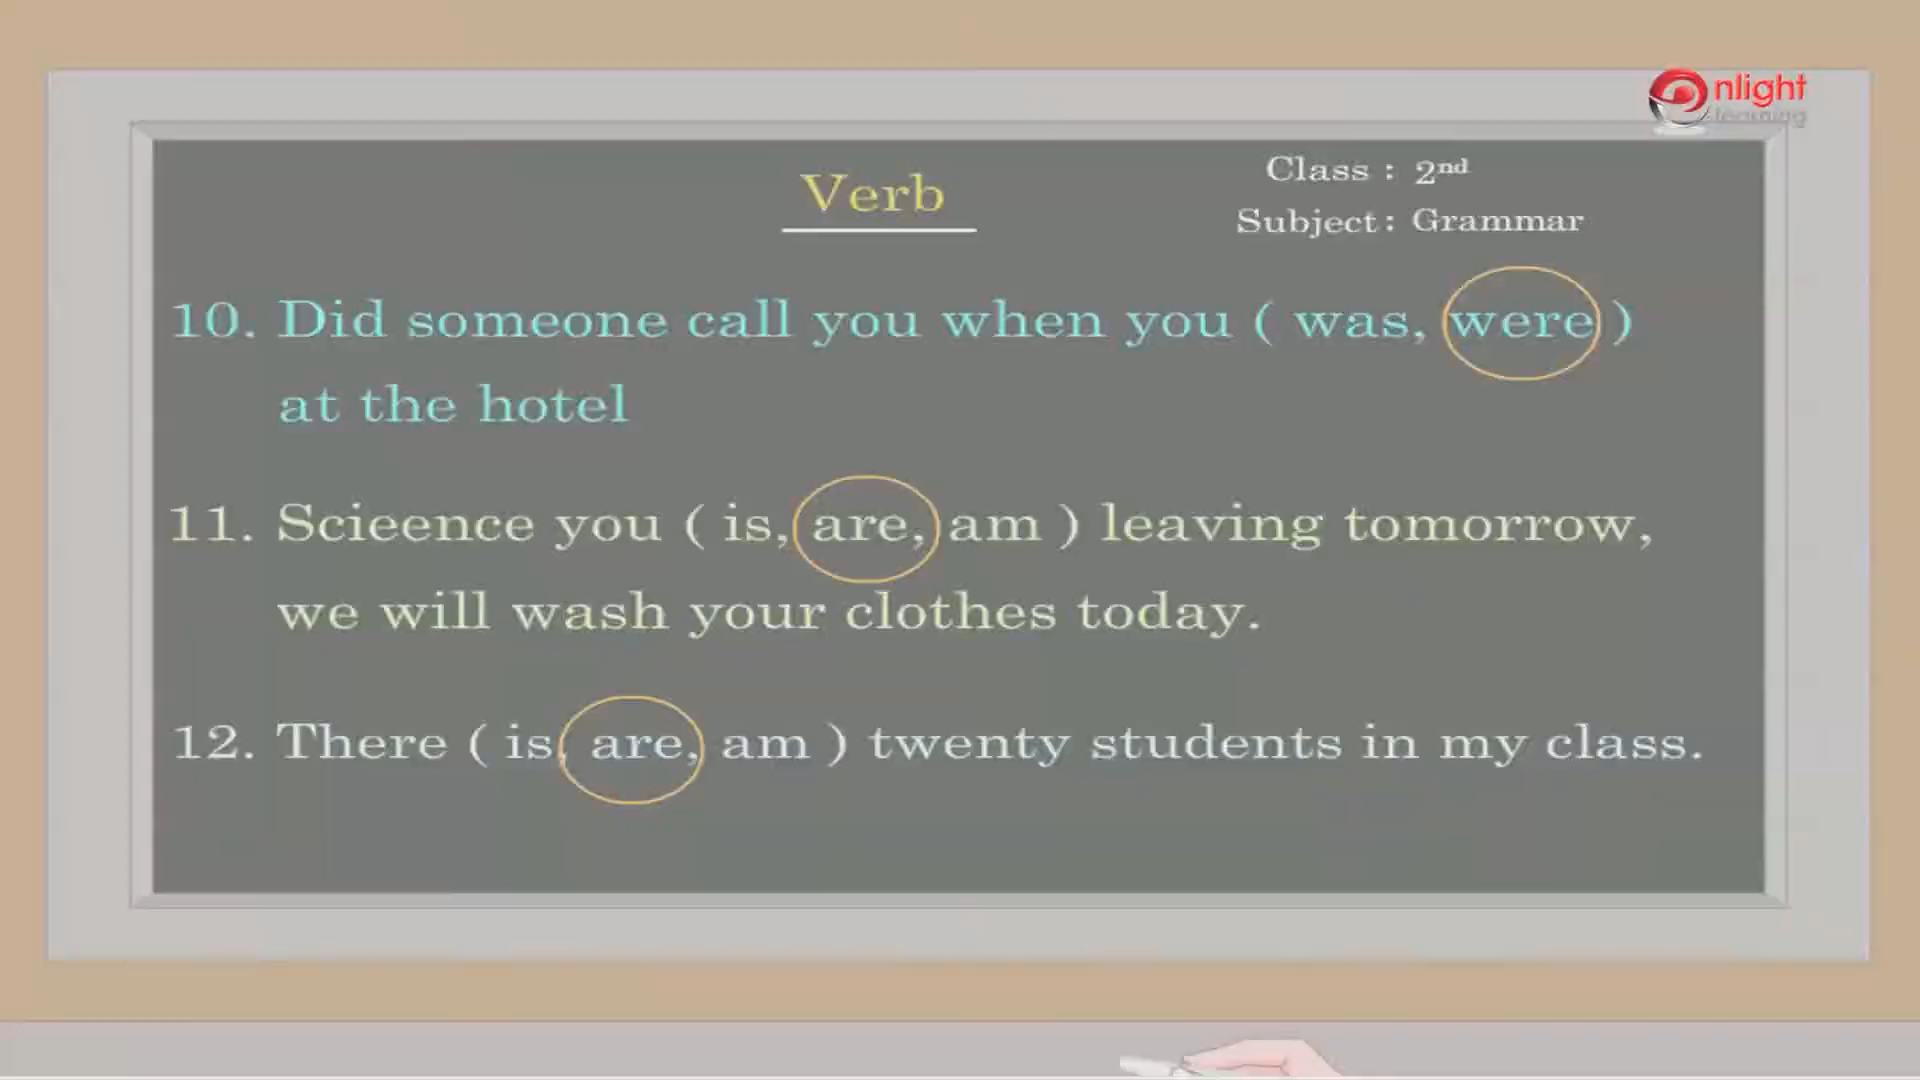 nlight
learning
Verb
Class : 2nd
Subject : Grammar
10. Did someone call you when you ( was, were )
at the hotel
11. Scieence you ( is, are, am ) leaving tomorrow,
we will wash your clothes today.
12. There ( is, are, am ) twenty students in my class.